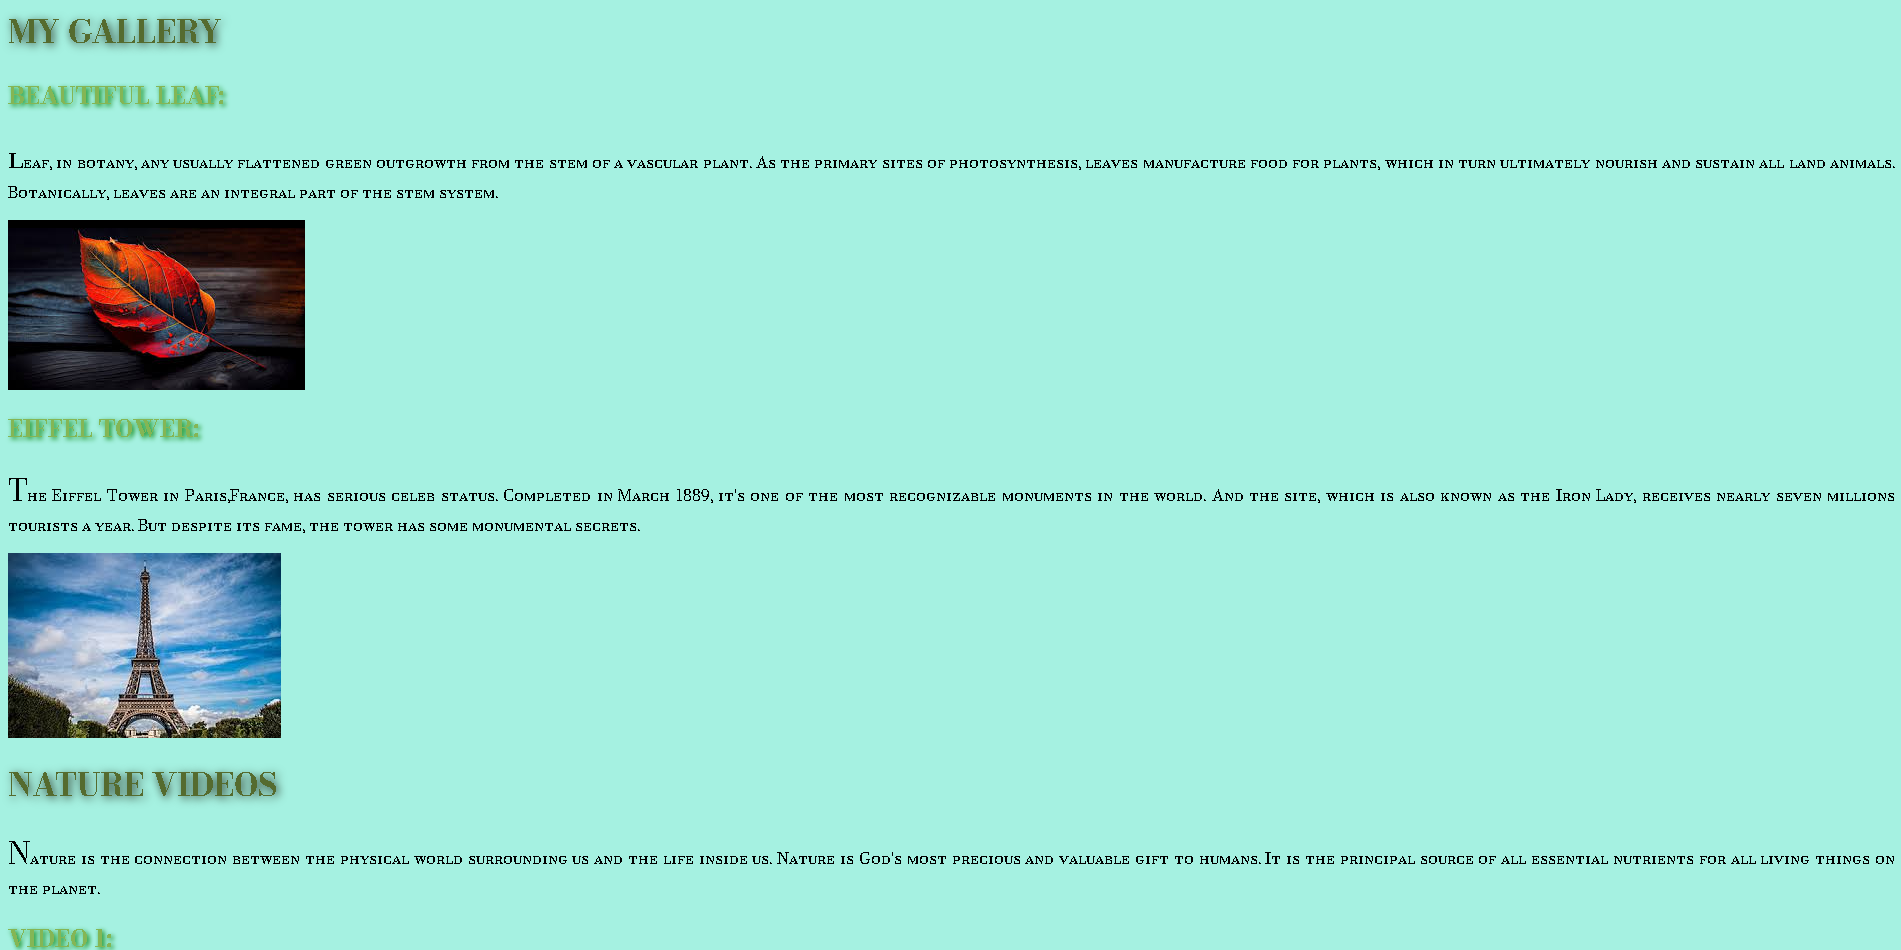 MY GALLERY
BEAUTIFUL LEAF:
Leaf, in botany, any usually flattened green outgrowth from the stem of a vascular plant. As the primary sites of photosynthesis, leaves manufacture food for plants, which in turn ultimately nourish and sustain all land animals.
Botanically, leaves are an integral part of the stem system.
EIFFEL TOWER:
The Eiffel Tower in Paris,France, has serious celeb status. Completed in March 1889, it's one of the most recognizable monuments in the world. And the site, which is also known as the Iron Lady, receives nearly seven millions
tourists a year. But despite its fame, the tower has some monumental secrets.
NATURE VIDEOS
Nature is the connection between the physical world surrounding us and the life inside us. Nature is God's most precious and valuable gift to humans. It is the principal source of all essential nutrients for all living things on
the planet.
VIDEO 1: